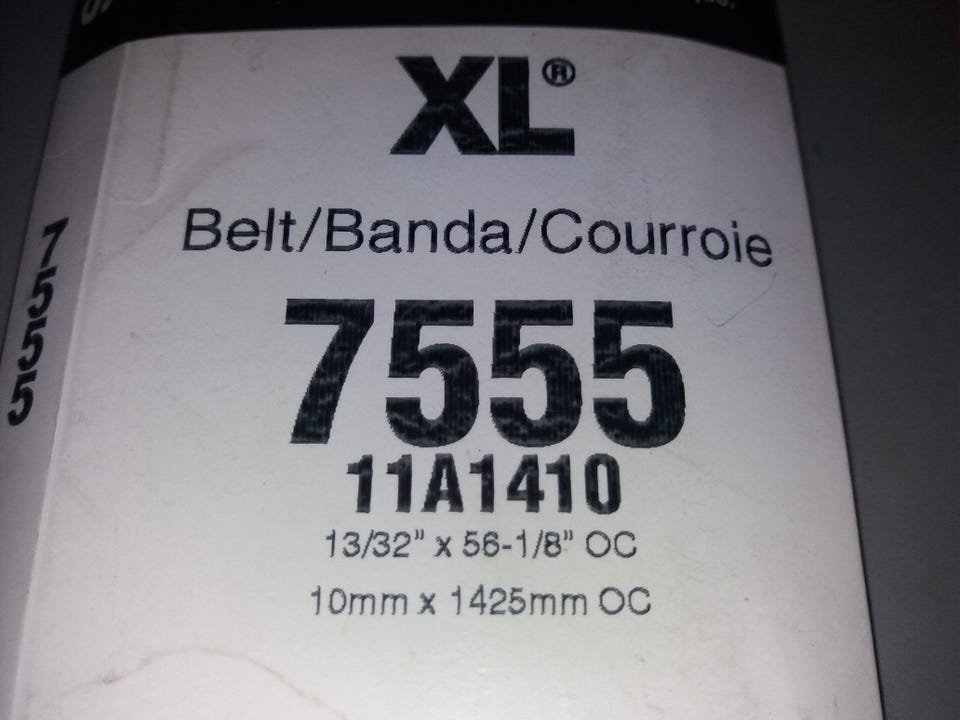 XL®
Belt/Banda/Courroie
7555
7555
11A1410
13/32" x 56-1/8" OC
10mm x 1425mm OC